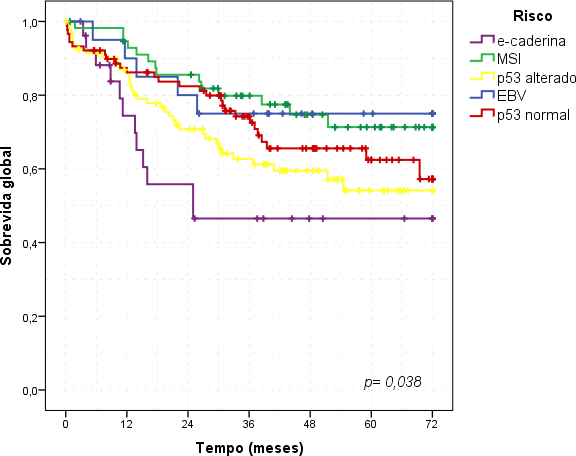 Risco
e-caderina
MSI
p53 alterado
EBV
p53 normal
Sobrevida global
1,0
0,8
0,6
0,4
0,2
0,0
p= 0,038
0 12 24 36 48 60 72
Tempo (meses)